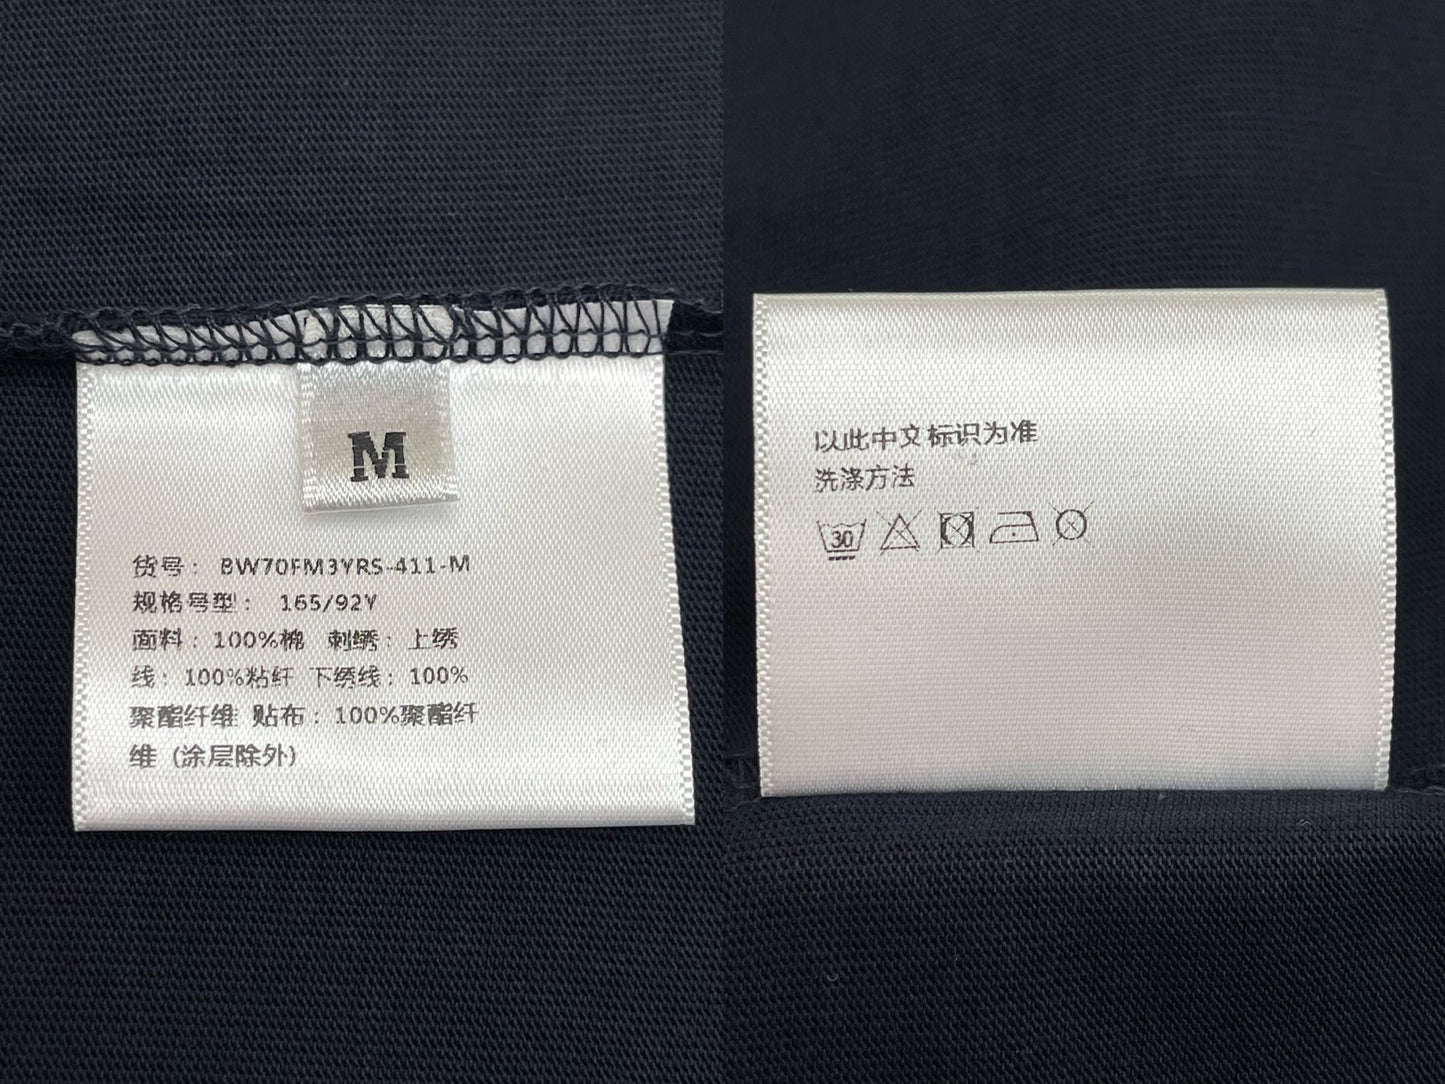 M
货号： BW70FM3YRS-411-M
规格号型： 165/92Y
面料：100%棉 刺绣：上绣
线：100%粘纤 下绣线：100%
聚酯纤维 贴布：100%聚酯纤
维 (涂层除外)
以此中文标识为准
洗涤方法
30